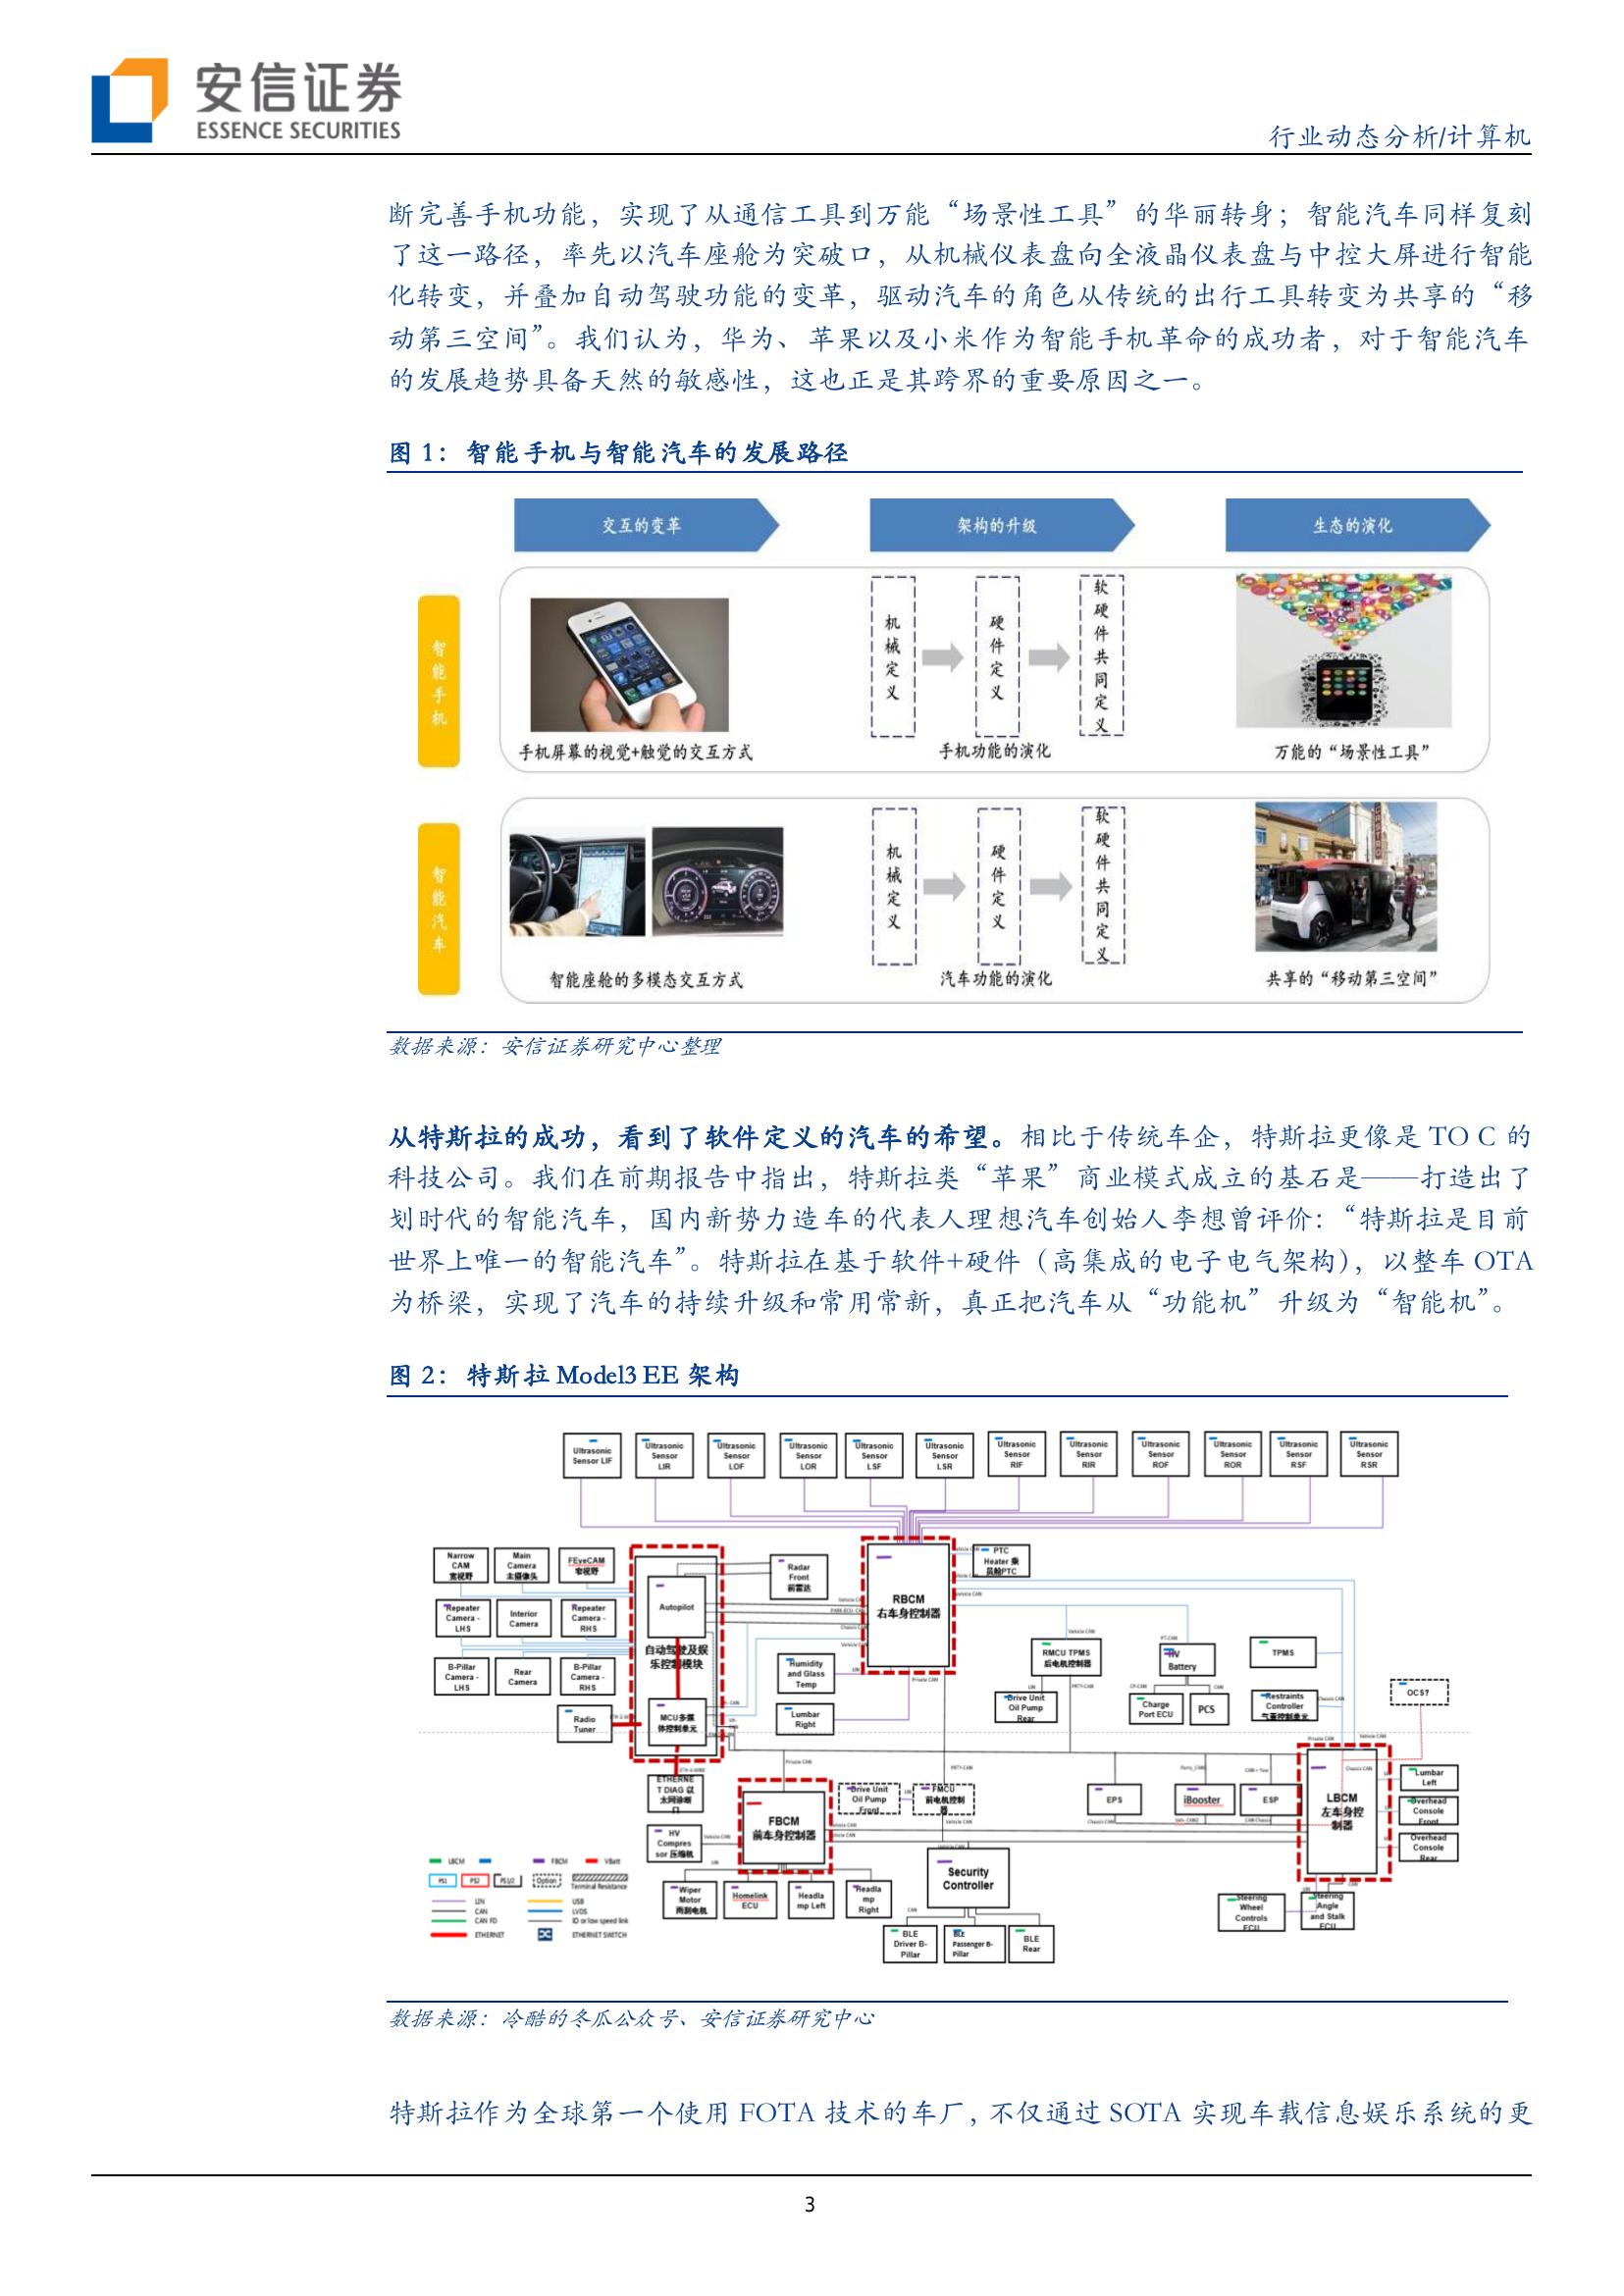 安信证券
ESSENCE SECURITIES
行业动态分析/计算机
断完善手机功能，实现了从通信工具到万能“场景性工具”的华丽转身；智能汽车同样复刻
了这一路径，率先以汽车座舱为突破口，从机械仪表盘向全液晶仪表盘与中控大屏进行智能
化转变，并叠加自动驾驶功能的变革，驱动汽车的角色从传统的出行工具转变为共享的“移
动第三空间”。我们认为，华为、苹果以及小米作为智能手机革命的成功者，对于智能汽车
的发展趋势具备天然的敏感性，这也正是其跨界的重要原因之一。
图 1：智能手机与智能汽车的发展路径
交互的变革
架构的升级
生态的演化
智能手机
机械定义
硬件定义
软硬件共同定义
手机屏幕的视觉+触觉的交互方式
手机功能的演化
万能的“场景性工具”
智能汽车
机械定义
硬件定义
软硬件共同定义
智能座舱的多模态交互方式
汽车功能的演化
共享的“移动第三空间”
数据来源：安信证券研究中心整理
从特斯拉的成功，看到了软件定义的汽车的希望。相比于传统车企，特斯拉更像是 TO C 的
科技公司。我们在前期报告中指出，特斯拉类“苹果”商业模式成立的基石是——打造出了
划时代的智能汽车，国内新势力造车的代表人理想汽车创始人李想曾评价：“特斯拉是目前
世界上唯一的智能汽车”。特斯拉在基于软件+硬件（高集成的电子电气架构），以整车 OTA
为桥梁，实现了汽车的持续升级和常用常新，真正把汽车从“功能机”升级为“智能机”。
图 2：特斯拉 Model3 EE 架构
Ultrasonic Sensor LIF
Ultrasonic Sensor LIR
Ultrasonic Sensor LOF
Ultrasonic Sensor LOR
Ultrasonic Sensor LSF
Ultrasonic Sensor LSR
Ultrasonic Sensor RIF
Ultrasonic Sensor RIR
Ultrasonic Sensor ROF
Ultrasonic Sensor ROR
Ultrasonic Sensor RSF
Ultrasonic Sensor RSR
Narrow CAM 宽视野
Main Camera 主摄像头
FEyeCAM 窄视野
Repeater Camera - LHS
Interior Camera
Repeater Camera - RHS
B-Pillar Camera - LHS
Rear Camera
B-Pillar Camera - RHS
Radio Tuner
Autopilot
自动驾驶及娱乐控制模块
MCU多媒体控制单元
ETHERNET DIAG 以太网诊断口
Radar Front 前雷达
RBCM 右车身控制器
PTC Heater 乘员舱PTC
Humidity and Glass Temp
Lumbar Right
RMCU TPMS 后电机控制器
Drive Unit Oil Pump Rear
HV Battery
Charge Port ECU
PCS
TPMS
Restraints Controller 气囊控制单元
OCS?
FBCM 前车身控制器
Drive Unit Oil Pump Front
FMCU 前电机控制器
EPS
iBooster
ESP
LBCM 左车身控制器
Lumbar Left
Overhead Console Front
Overhead Console Rear
HV Compressor 压缩机
Wiper Motor 雨刮电机
Homelink ECU
Headlamp Left
Headlamp Right
Security Controller
BLE Driver B-Pillar
BLE Passenger B-Pillar
BLE Rear
Steering Wheel Controls ECU
Steering Angle and Stalk ECU
LBCM
FBCM
VBatt
PS1
PS2
PS1/2
Option
Terminal Resistance
LIN
USB
CAN
LVDS
CAN FD
IO or low speed link
ETHERNET
ETHERNET SWITCH
数据来源：冷酷的冬瓜公众号、安信证券研究中心
特斯拉作为全球第一个使用 FOTA 技术的车厂，不仅通过 SOTA 实现车载信息娱乐系统的更
3